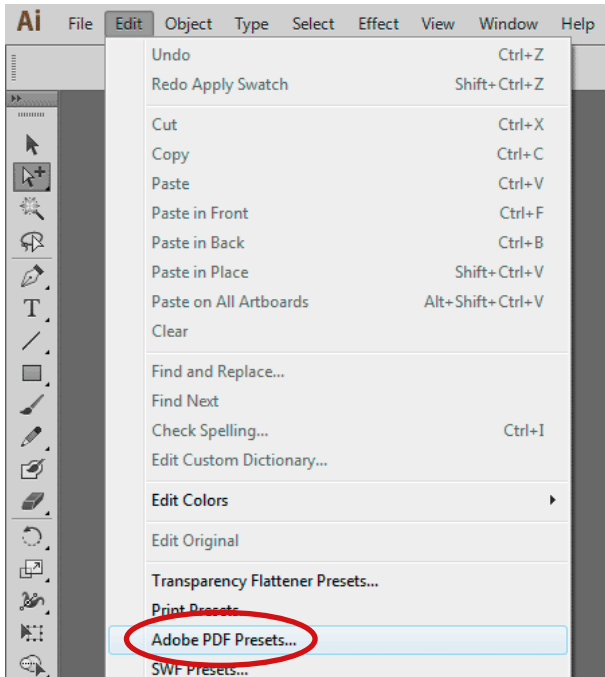 Ai File Edit Object Type Select Effect View Window Help
Undo Ctrl+Z
Redo Apply Swatch Shift+Ctrl+Z
Cut Ctrl+X
Copy Ctrl+C
Paste Ctrl+V
Paste in Front Ctrl+F
Paste in Back Ctrl+B
Paste in Place Shift+Ctrl+V
Paste on All Artboards Alt+Shift+Ctrl+V
Clear
Find and Replace...
Find Next
Check Spelling... Ctrl+I
Edit Custom Dictionary...
Edit Colors
Edit Original
Transparency Flattener Presets...
Print Presets...
Adobe PDF Presets...
SWF Presets...
T